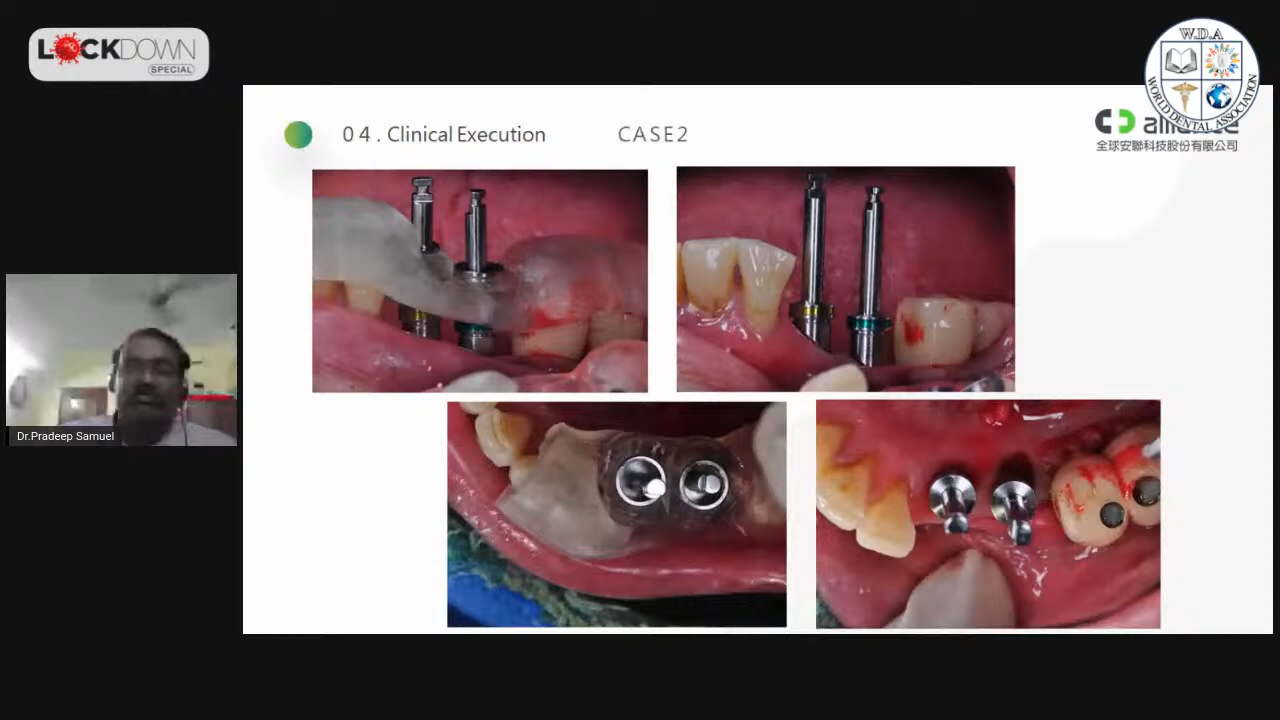 LOCKDOWN
SPECIAL
W.D.A
WORLD DENTAL ASSOCIATION
04. Clinical Execution CASE2
全球安聯科技股份有限公司
Dr.Pradeep Samuel